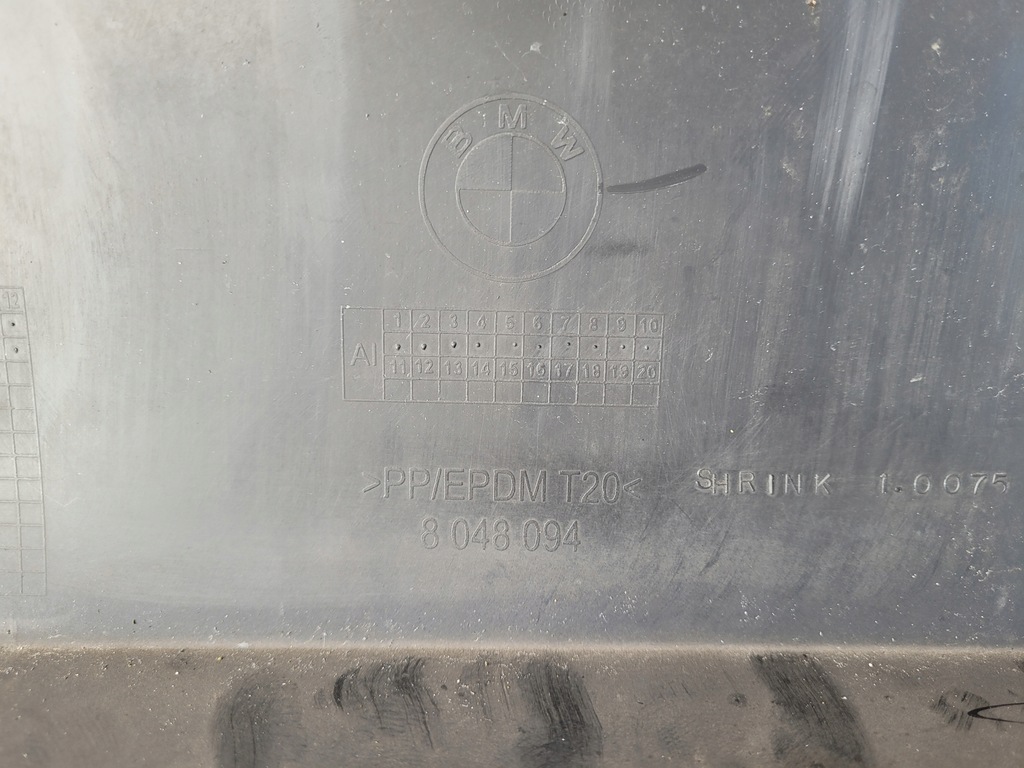 BMW
12
AI 1 2 3 4 5 6 7 8 9 10
11 12 13 14 15 16 17 18 19 20
>PP/EPDM T20< SHRINK 1.0075
8 048 094